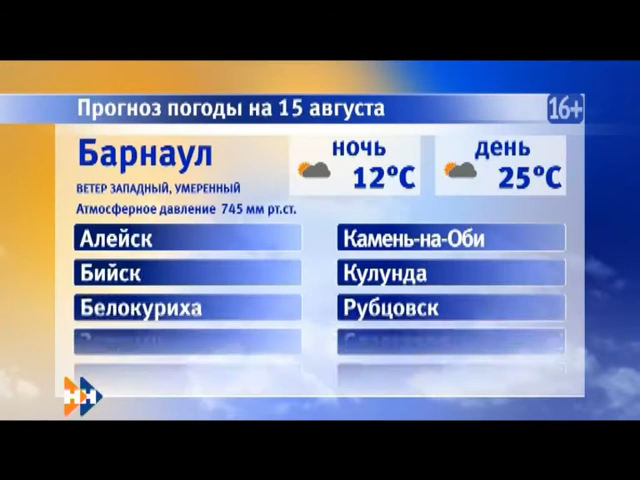 Прогноз погоды на 15 августа
16+
Барнаул
ночь
12°C
день
25°C
ВЕТЕР ЗАПАДНЫЙ, УМЕРЕННЫЙ
Атмосферное давление 745 мм рт.ст.
Алейск
Камень-на-Оби
Бийск
Кулунда
Белокуриха
Рубцовск
НН